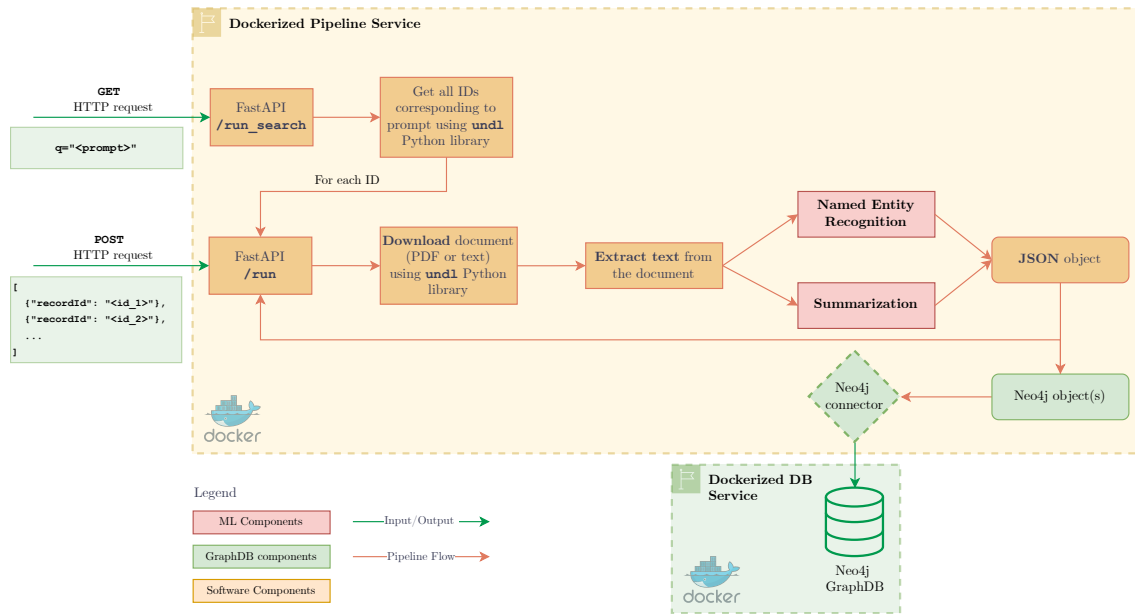 Dockerized Pipeline Service
GET
HTTP request
q="<prompt>"
FastAPI
/run_search
Get all IDs
corresponding to
prompt using undl
Python library
For each ID
POST
HTTP request
[
{"recordId": "<id_1>"},
{"recordId": "<id_2>"},
...
]
FastAPI
/run
Download document
(PDF or text)
using undl Python
library
Extract text from
the document
Named Entity
Recognition
Summarization
JSON object
Neo4j object(s)
Neo4j
connector
docker
Dockerized DB
Service
Neo4j
GraphDB
docker
Legend
ML Components
GraphDB components
Software Components
Input/Output
Pipeline Flow